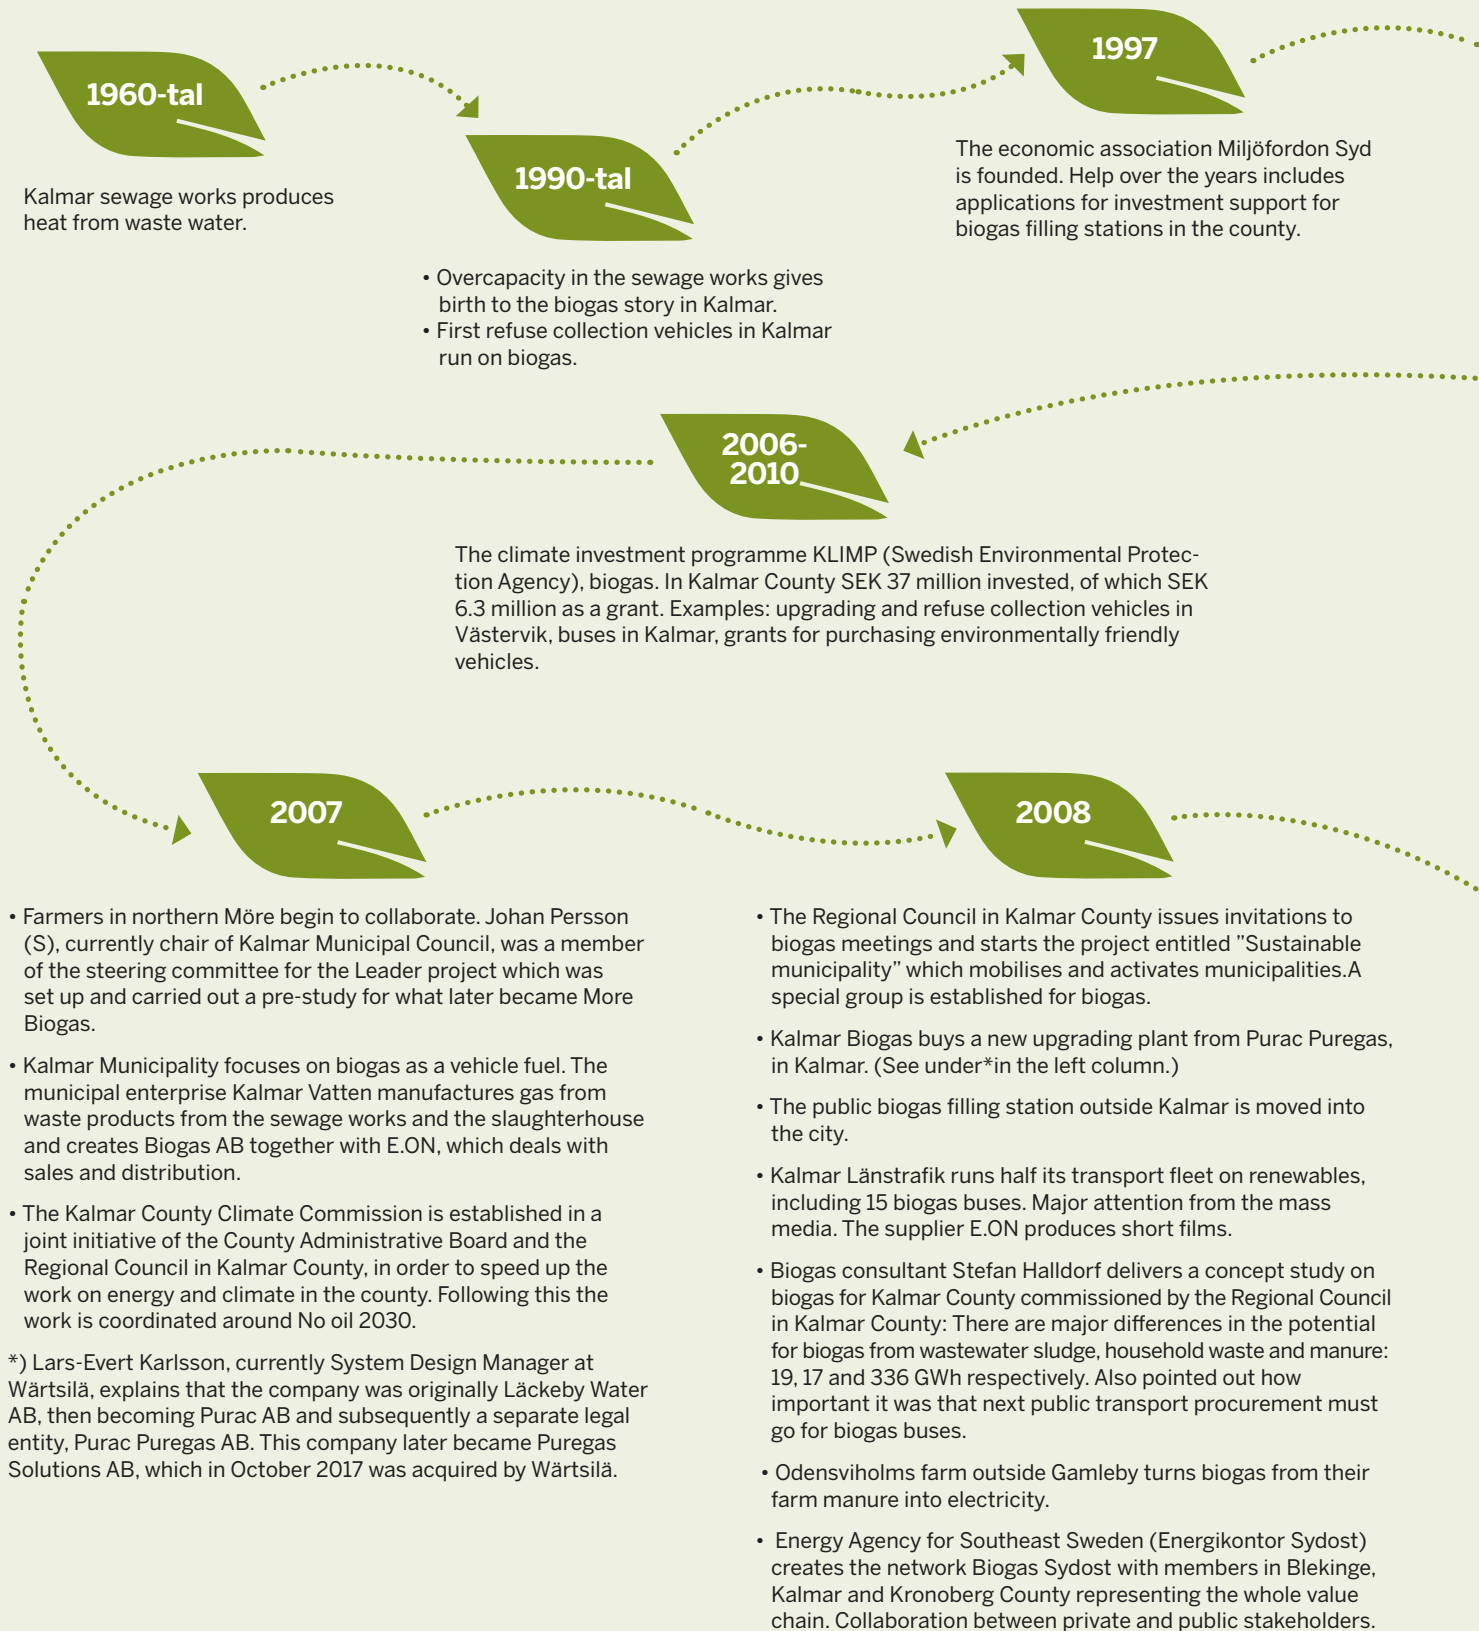 1960-tal
Kalmar sewage works produces
heat from waste water.
1990-tal
• Overcapacity in the sewage works gives
birth to the biogas story in Kalmar.
• First refuse collection vehicles in Kalmar
run on biogas.
1997
The economic association Miljöfordon Syd
is founded. Help over the years includes
applications for investment support for
biogas filling stations in the county.
2006-
2010
The climate investment programme KLIMP (Swedish Environmental Protec-
tion Agency), biogas. In Kalmar County SEK 37 million invested, of which SEK
6.3 million as a grant. Examples: upgrading and refuse collection vehicles in
Västervik, buses in Kalmar, grants for purchasing environmentally friendly
vehicles.
2007
• Farmers in northern Möre begin to collaborate. Johan Persson
(S), currently chair of Kalmar Municipal Council, was a member
of the steering committee for the Leader project which was
set up and carried out a pre-study for what later became More
Biogas.
• Kalmar Municipality focuses on biogas as a vehicle fuel. The
municipal enterprise Kalmar Vatten manufactures gas from
waste products from the sewage works and the slaughterhouse
and creates Biogas AB together with E.ON, which deals with
sales and distribution.
• The Kalmar County Climate Commission is established in a
joint initiative of the County Administrative Board and the
Regional Council in Kalmar County, in order to speed up the
work on energy and climate in the county. Following this the
work is coordinated around No oil 2030.
*) Lars-Evert Karlsson, currently System Design Manager at
Wärtsilä, explains that the company was originally Läckeby Water
AB, then becoming Purac AB and subsequently a separate legal
entity, Purac Puregas AB. This company later became Puregas
Solutions AB, which in October 2017 was acquired by Wärtsilä.
2008
• The Regional Council in Kalmar County issues invitations to
biogas meetings and starts the project entitled ”Sustainable
municipality” which mobilises and activates municipalities.A
special group is established for biogas.
• Kalmar Biogas buys a new upgrading plant from Purac Puregas,
in Kalmar. (See under*in the left column.)
• The public biogas filling station outside Kalmar is moved into
the city.
• Kalmar Länstrafik runs half its transport fleet on renewables,
including 15 biogas buses. Major attention from the mass
media. The supplier E.ON produces short films.
• Biogas consultant Stefan Halldorf delivers a concept study on
biogas for Kalmar County commissioned by the Regional Council
in Kalmar County: There are major differences in the potential
for biogas from wastewater sludge, household waste and manure:
19, 17 and 336 GWh respectively. Also pointed out how
important it was that next public transport procurement must
go for biogas buses.
• Odensviholms farm outside Gamleby turns biogas from their
farm manure into electricity.
• Energy Agency for Southeast Sweden (Energikontor Sydost)
creates the network Biogas Sydost with members in Blekinge,
Kalmar and Kronoberg County representing the whole value
chain. Collaboration between private and public stakeholders.